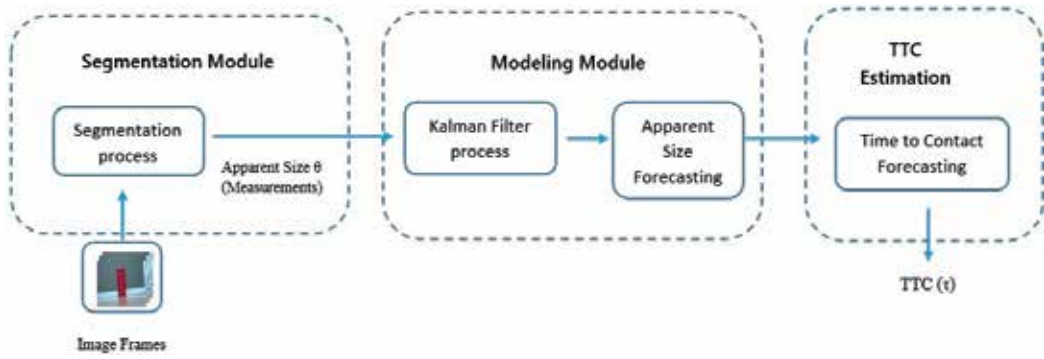 Segmentation Module
Segmentation
process
Apparent Size θ
(Measurements)
Image Frames
Modeling Module
Kalman Filter
process
Apparent
Size
Forecasting
TTC
Estimation
Time to Contact
Forecasting
TTC (τ)